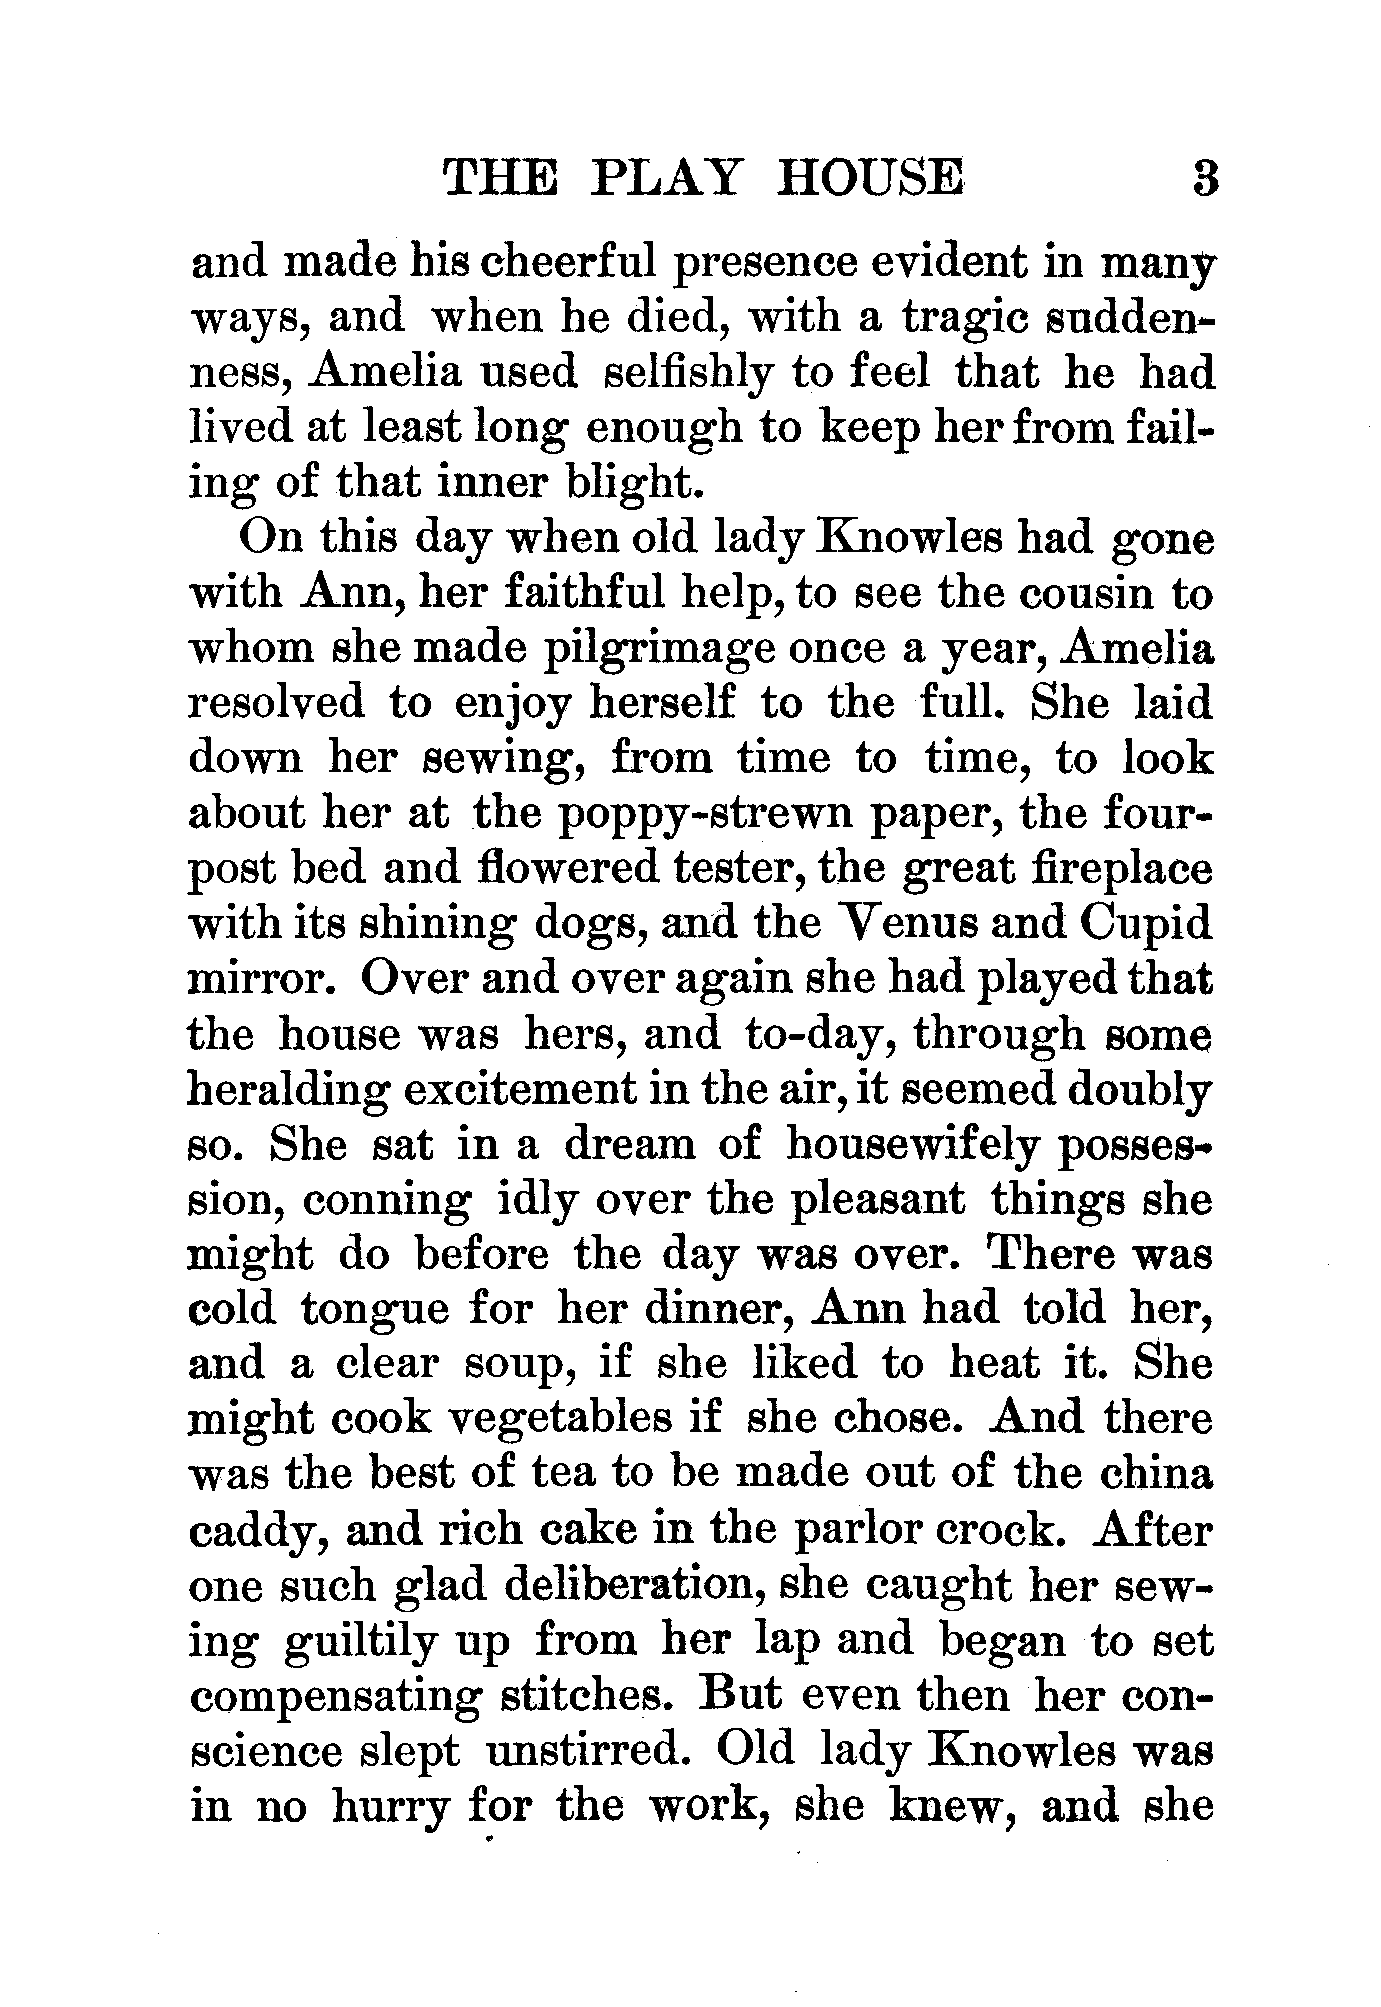 THE PLAY HOUSE 3
and made his cheerful presence evident in many
ways, and when he died, with a tragic sudden-
ness, Amelia used selfishly to feel that he had
lived at least long enough to keep her from fail-
ing of that inner blight.
On this day when old lady Knowles had gone
with Ann, her faithful help, to see the cousin to
whom she made pilgrimage once a year, Amelia
resolved to enjoy herself to the full. She laid
down her sewing, from time to time, to look
about her at the poppy-strewn paper, the four-
post bed and flowered tester, the great fireplace
with its shining dogs, and the Venus and Cupid
mirror. Over and over again she had played that
the house was hers, and to-day, through some
heralding excitement in the air, it seemed doubly
so. She sat in a dream of housewifely posses-
sion, conning idly over the pleasant things she
might do before the day was over. There was
cold tongue for her dinner, Ann had told her,
and a clear soup, if she liked to heat it. She
might cook vegetables if she chose. And there
was the best of tea to be made out of the china
caddy, and rich cake in the parlor crock. After
one such glad deliberation, she caught her sew-
ing guiltily up from her lap and began to set
compensating stitches. But even then her con-
science slept unstirred. Old lady Knowles was
in no hurry for the work, she knew, and she